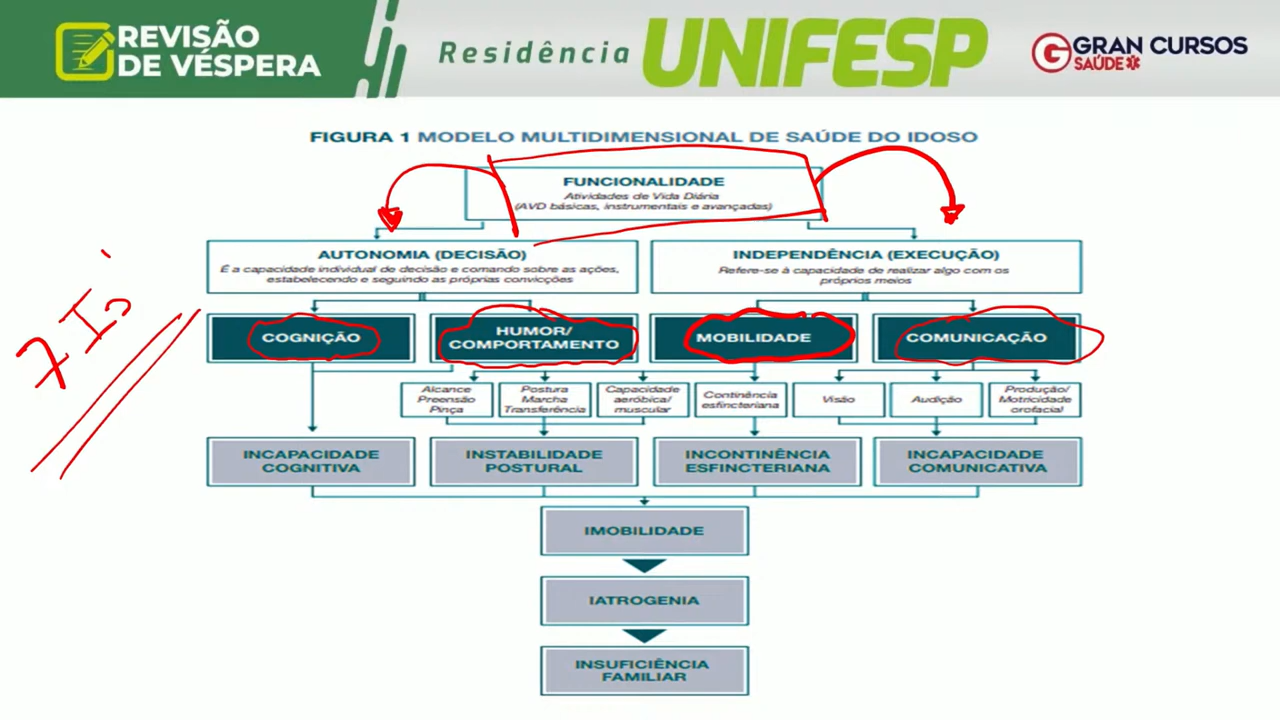 REVISÃO
DE VÉSPERA
Residência UNIFESP
GRAN CURSOS
SAÚDE
FIGURA 1 MODELO MULTIDIMENSIONAL DE SAÚDE DO IDOSO
FUNCIONALIDADE
Atividades de Vida Diária
(AVD básicas, instrumentais e avançadas)
AUTONOMIA (DECISÃO)
É a capacidade individual de decisão e comando sobre as ações,
estabelecendo e seguindo as próprias convicções
INDEPENDÊNCIA (EXECUÇÃO)
Refere-se à capacidade de realizar algo com os
próprios meios
7 Is
COGNIÇÃO
HUMOR/
COMPORTAMENTO
MOBILIDADE
COMUNICAÇÃO
Alcance
Preensão
Pinça
Postura
Marcha
Transferência
Capacidade
aeróbica/
muscular
Continência
esfincteriana
Visão
Audição
Produção/
Motricidade
orofacial
INCAPACIDADE
COGNITIVA
INSTABILIDADE
POSTURAL
INCONTINÊNCIA
ESFINCTERIANA
INCAPACIDADE
COMUNICATIVA
IMOBILIDADE
IATROGENIA
INSUFICIÊNCIA
FAMILIAR